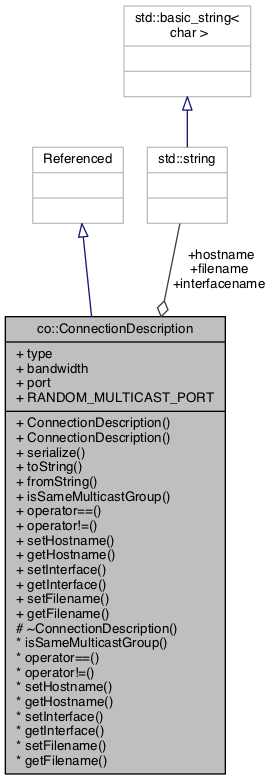 std::basic_string<
char >
Referenced
std::string
+hostname
+filename
+interfacename
co::ConnectionDescription
+ type
+ bandwidth
+ port
+ RANDOM_MULTICAST_PORT
+ ConnectionDescription()
+ ConnectionDescription()
+ serialize()
+ toString()
+ fromString()
+ isSameMulticastGroup()
+ operator==()
+ operator!=()
+ setHostname()
+ getHostname()
+ setInterface()
+ getInterface()
+ setFilename()
+ getFilename()
# ~ConnectionDescription()
* isSameMulticastGroup()
* operator==()
* operator!=()
* setHostname()
* getHostname()
* setInterface()
* getInterface()
* setFilename()
* getFilename()